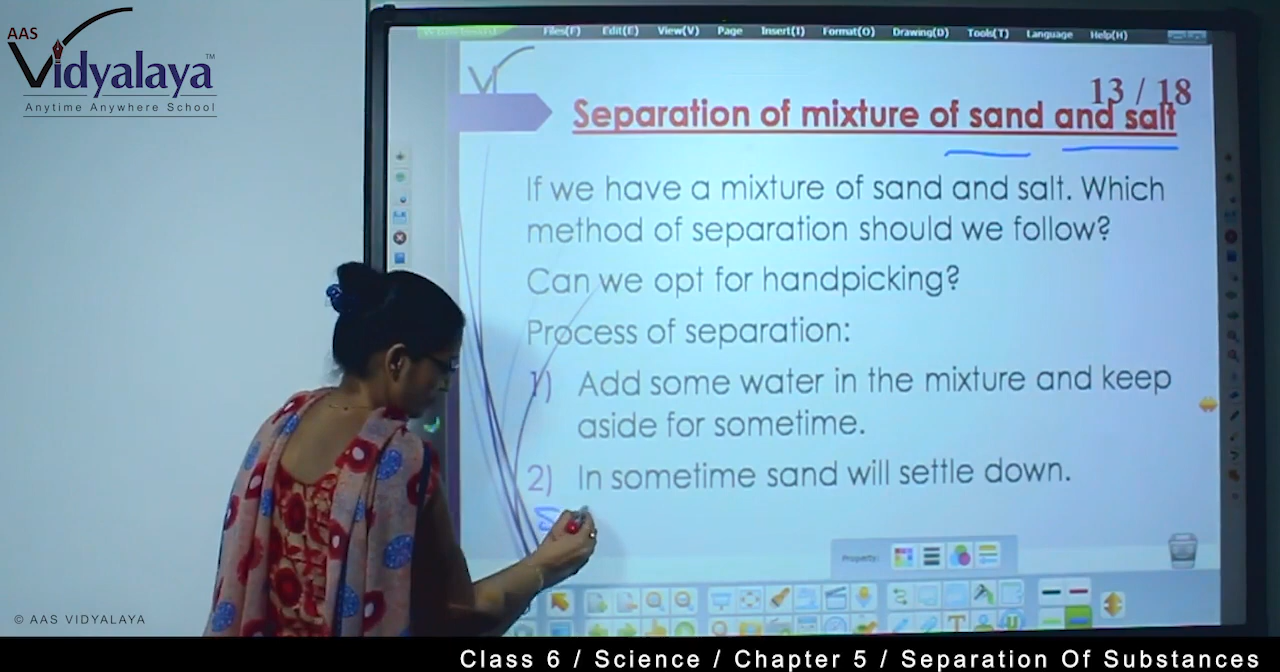 AAS
Vidyalaya™
Anytime Anywhere School
Files(F) Edit(E) View(V) Page Insert(I) Format(O) Drawing(D) Tools(T) Language Help(H)
13 / 18
Separation of mixture of sand and salt
If we have a mixture of sand and salt. Which
method of separation should we follow?
Can we opt for handpicking?
Process of separation:
1) Add some water in the mixture and keep
aside for sometime.
2) In sometime sand will settle down.
Property:
© AAS VIDYALAYA
Class 6 / Science / Chapter 5 / Separation Of Substances